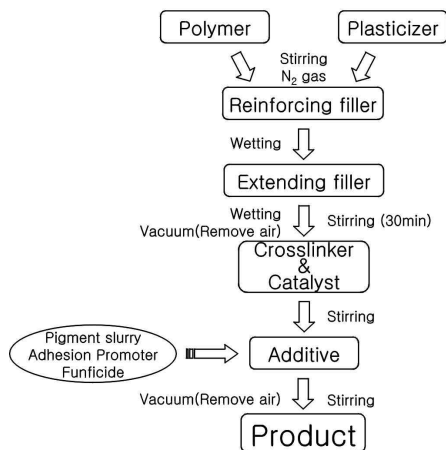 Polymer
Plasticizer
Stirring
N₂ gas
Reinforcing filler
Wetting
Extending filler
Wetting
Vacuum(Remove air)
Stirring (30min)
Crosslinker
&
Catalyst
Stirring
Pigment slurry
Adhesion Promoter
Funficide
Additive
Vacuum(Remove air)
Stirring
Product